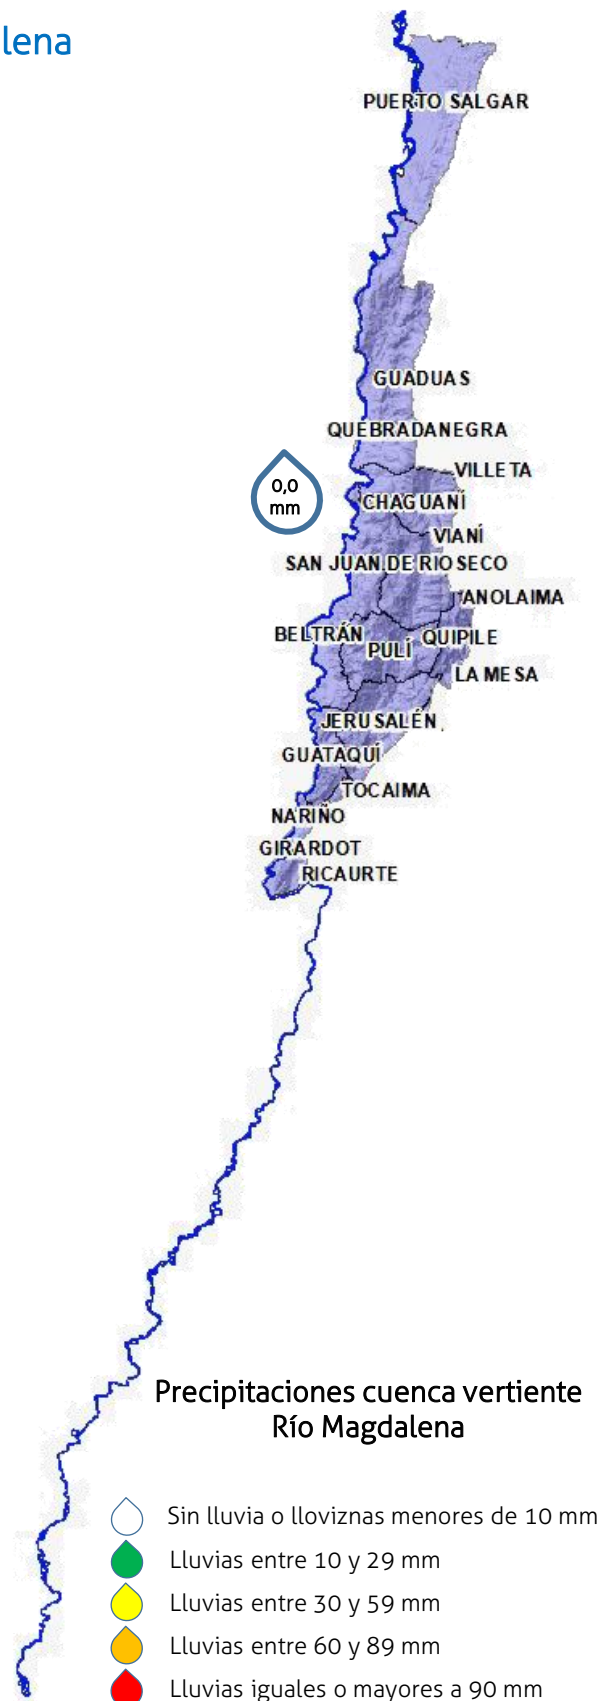 lena
PUERTO SALGAR
GUADUAS
QUEBRADANEGRA
VILLETA
0,0
mm
CHAGUANÍ
VIANÍ
SAN JUAN DE RIO SECO
ANOLAIMA
BELTRÁN
QUIPILE
PULÍ
LA MESA
JERUSALÉN
GUATAQUÍ
TOCAIMA
NARIÑO
GIRARDOT
RICAURTE
Precipitaciones cuenca vertiente
Río Magdalena
Sin lluvia o lloviznas menores de 10 mm
Lluvias entre 10 y 29 mm
Lluvias entre 30 y 59 mm
Lluvias entre 60 y 89 mm
Lluvias iguales o mayores a 90 mm